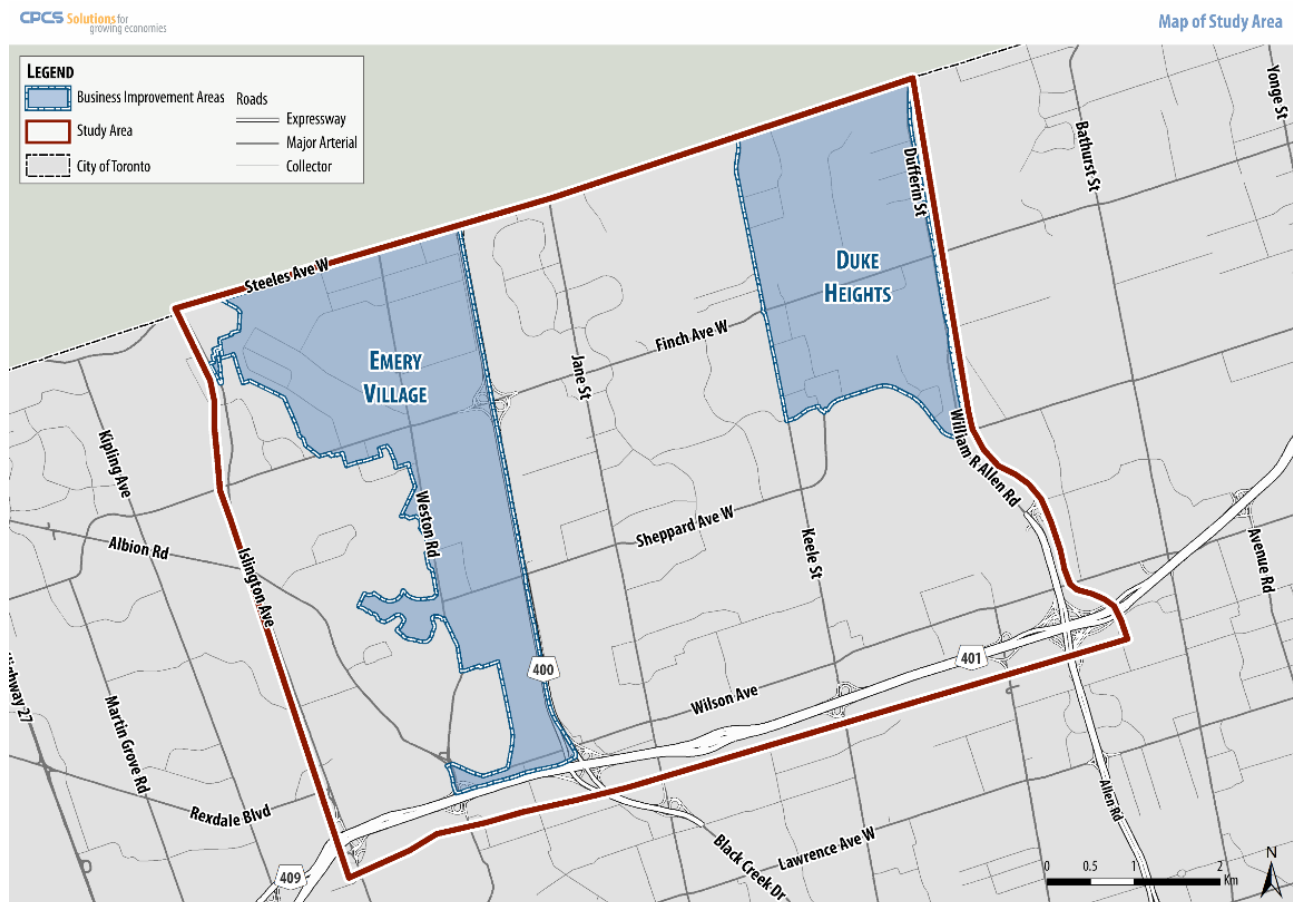 CPCS Solutions for
growing economies
Map of Study Area
LEGEND
Business Improvement Areas
Study Area
City of Toronto
Roads
Expressway
Major Arterial
Collector
Yonge St
Bathurst St
Dufferin St
Steeles Ave W
DUKE
HEIGHTS
EMERY
VILLAGE
Finch Ave W
Jane St
Kipling Ave
Weston Rd
William R Allen Rd
Albion Rd
Islington Ave
Sheppard Ave W
Keele St
Avenue Rd
400
401
Highway 27
Martin Grove Rd
Wilson Ave
Rexdale Blvd
Allen Rd
Black Creek Dr
Lawrence Ave W
409
N
0 0.5 1 2
Km